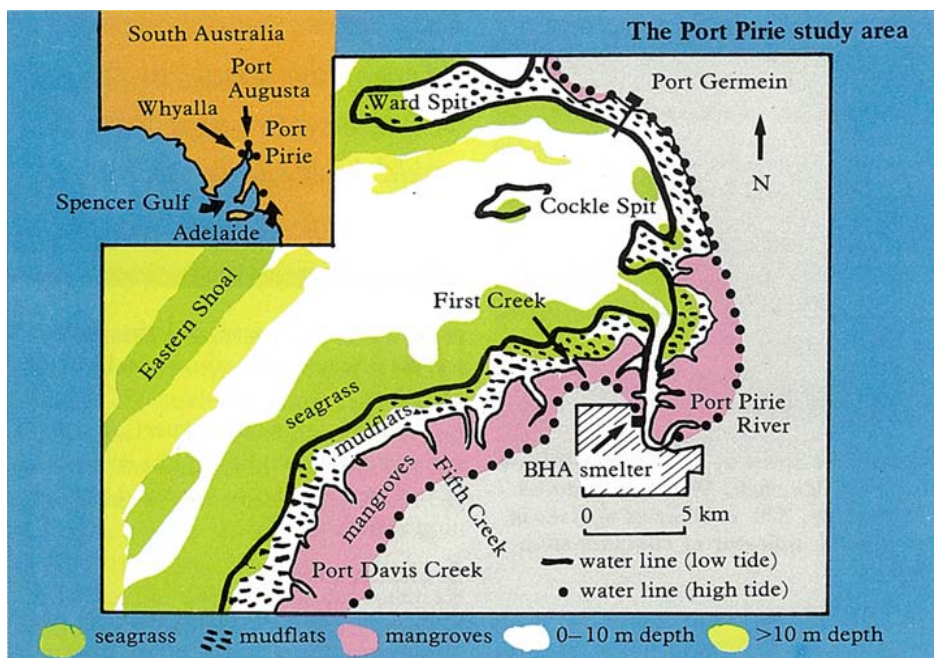 The Port Pirie study area
South Australia
Port
Augusta
Whyalla
Port
Pirie
Spencer Gulf
Adelaide
Ward Spit
Port Germein
N
Cockle Spit
First Creek
Eastern Shoal
seagrass
mudflats
mangroves
Fifth Creek
Port Davis Creek
Port Pirie
River
BHA smelter
0 5 km
water line (low tide)
water line (high tide)
seagrass mudflats mangroves 0–10 m depth >10 m depth